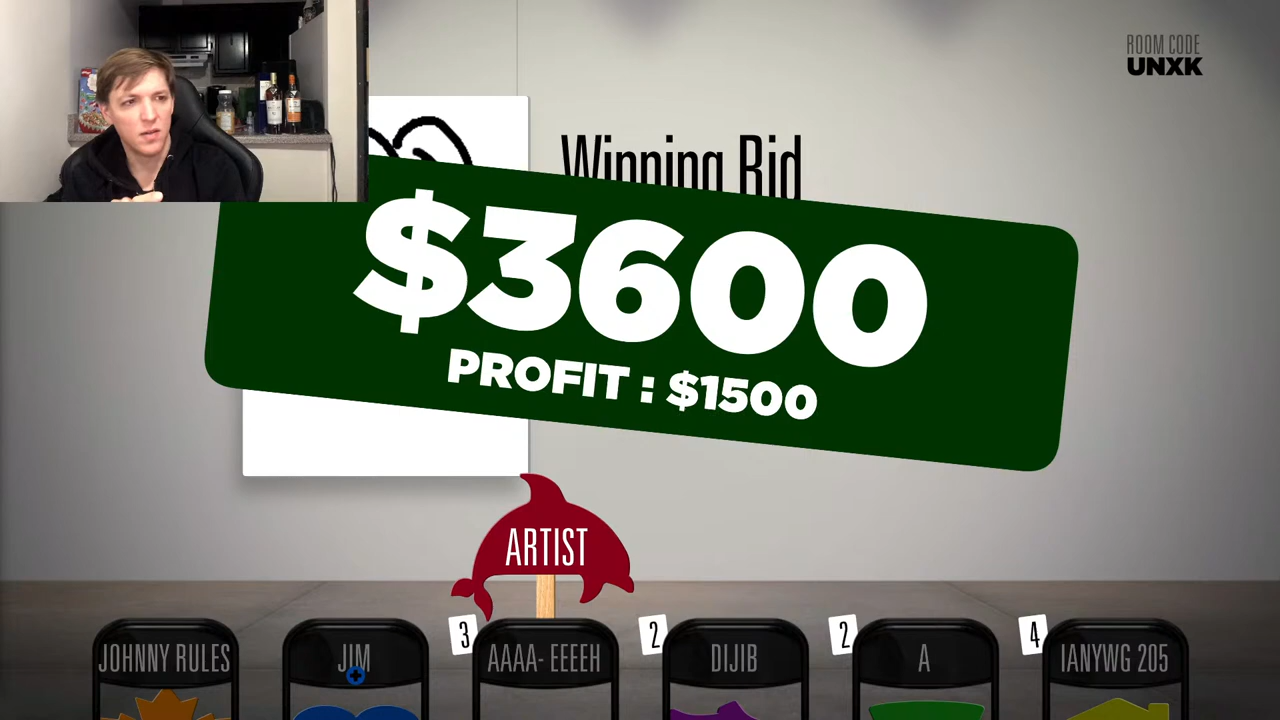 ROOM CODE
UNXK
Winning Bid
$3600
PROFIT : $1500
ARTIST
3
2
2
4
JOHNNY RULES
JIM
AAAA- EEEEH
DIJIB
A
IANYWG 205